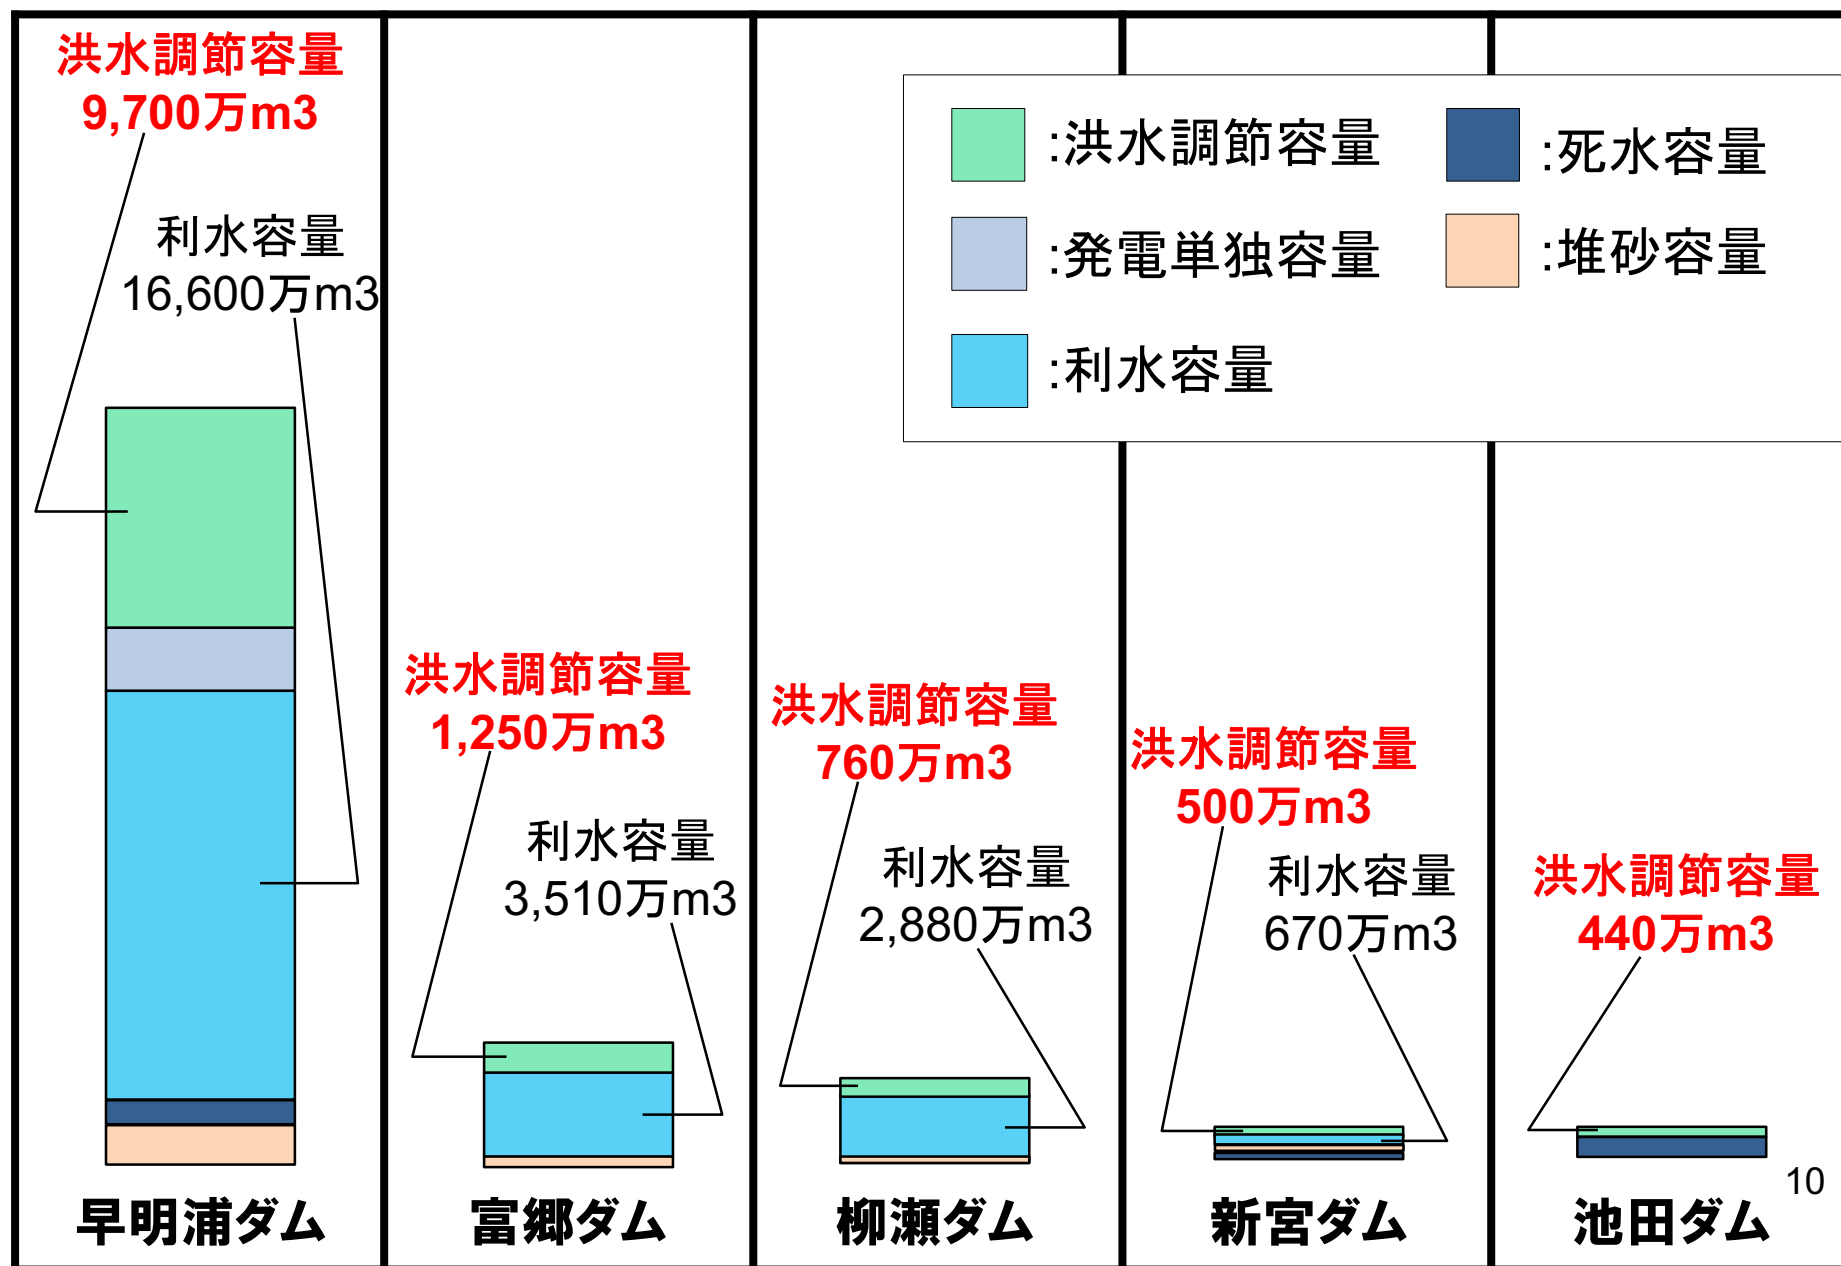 洪水調節容量
9,700万m3
利水容量
16,600万m3
:洪水調節容量
:死水容量
:発電単独容量
:堆砂容量
:利水容量
洪水調節容量
1,250万m3
利水容量
3,510万m3
洪水調節容量
760万m3
利水容量
2,880万m3
洪水調節容量
500万m3
利水容量
670万m3
洪水調節容量
440万m3
早明浦ダム
富郷ダム
柳瀬ダム
新宮ダム
池田ダム
10